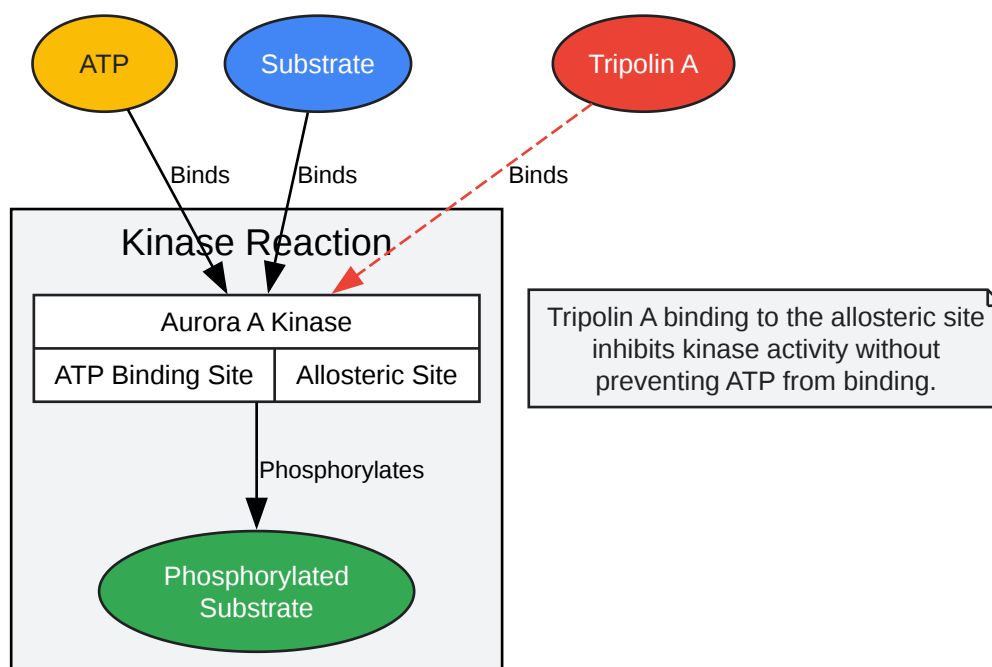 ATP
Substrate
Tripolin A
Binds
Binds
Binds
Kinase Reaction
Aurora A Kinase
ATP Binding Site
Allosteric Site
Tripolin A binding to the allosteric site
inhibits kinase activity without
preventing ATP from binding.
Phosphorylates
Phosphorylated
Substrate